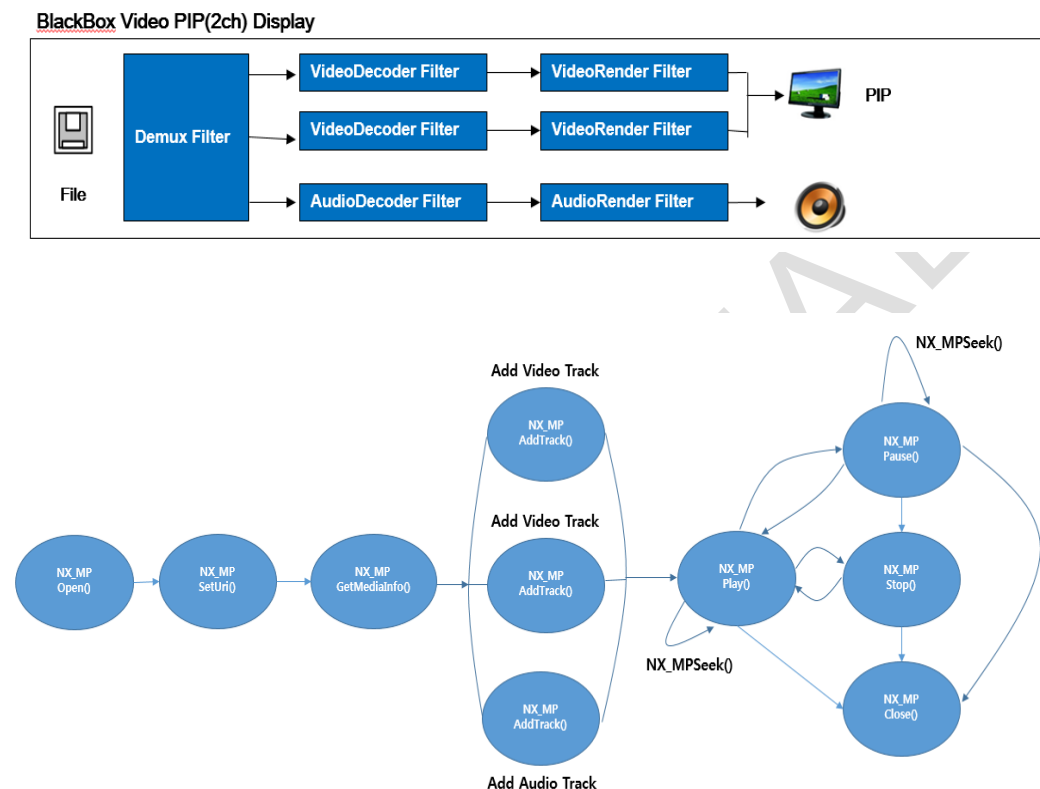 BlackBox Video PIP(2ch) Display
File
Demux Filter
VideoDecoder Filter
VideoRender Filter
VideoDecoder Filter
VideoRender Filter
AudioDecoder Filter
AudioRender Filter
PIP
NX_MP
Open()
NX_MP
SetUri()
NX_MP
GetMediaInfo()
Add Video Track
NX_MP
AddTrack()
Add Video Track
NX_MP
AddTrack()
NX_MP
AddTrack()
Add Audio Track
NX_MP
Play()
NX_MPSeek()
NX_MPSeek()
NX_MP
Pause()
NX_MP
Stop()
NX_MP
Close()